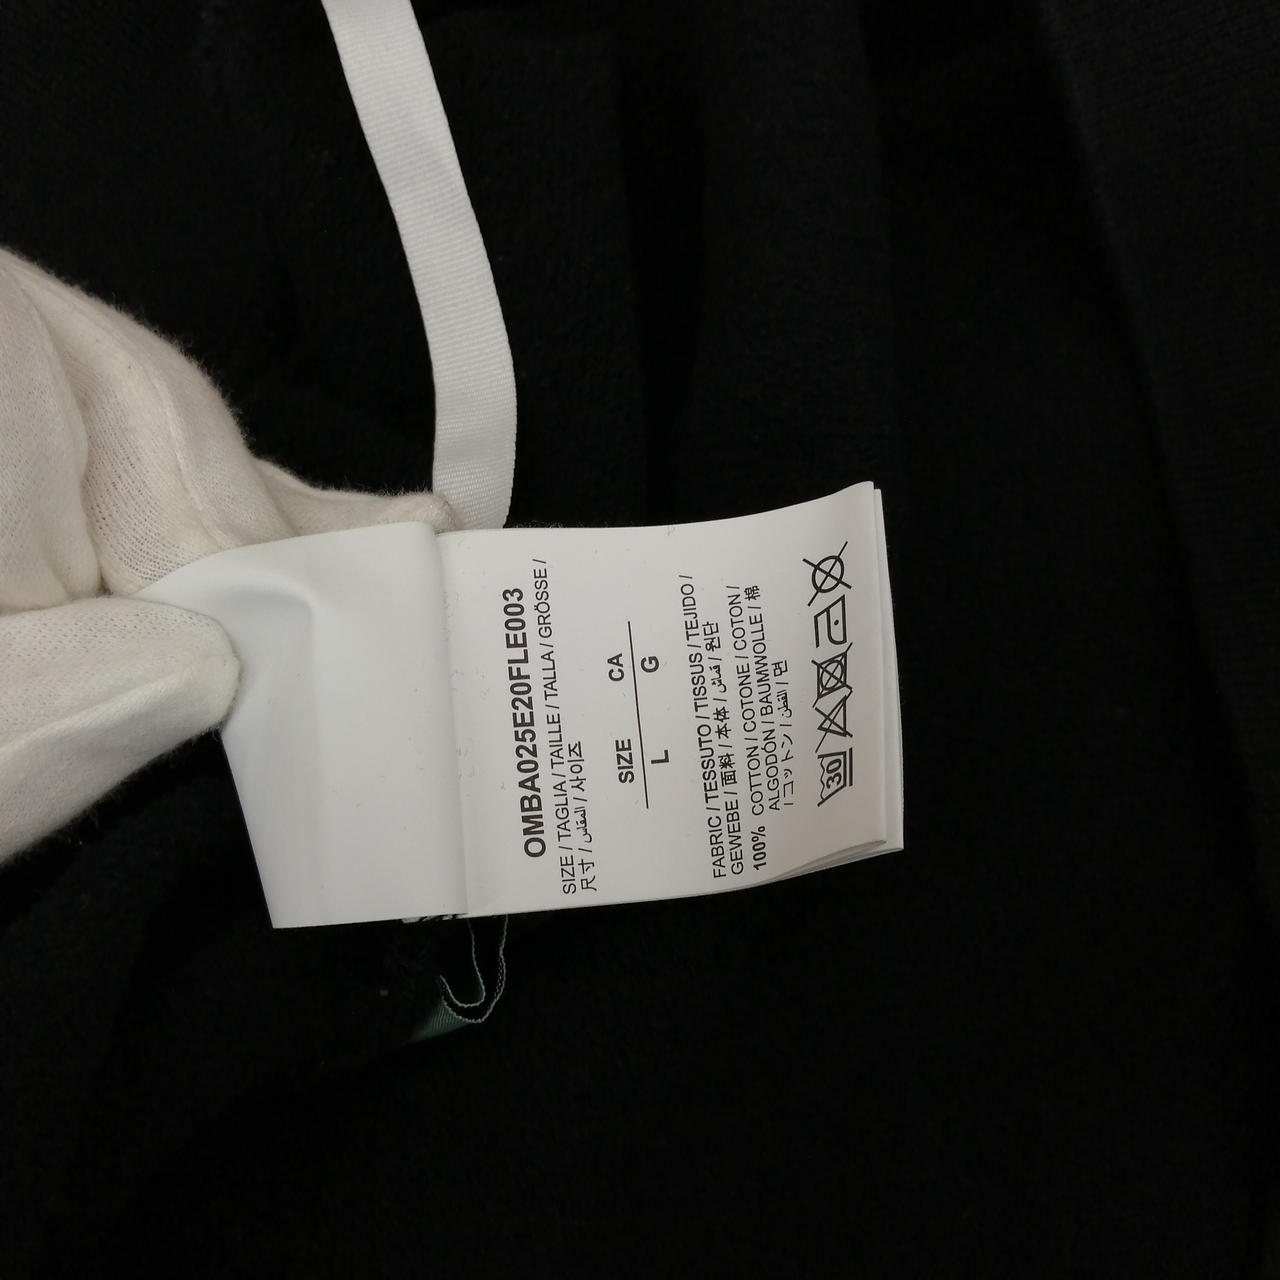 OMBA025E20FLE003
SIZE / TAGLIA / TAILLE / TALLA / GRÖSSE /
尺寸 / المقاس / 사이즈
SIZE CA
L G
FABRIC / TESSUTO / TISSUS / TEJIDO /
GEWEBE / 面料 / 本体 / قماش / 원단
100% COTTON / COTONE / COTON /
ALGODÓN / BAUMWOLLE / 棉
/ コットン / القطن / 면
30